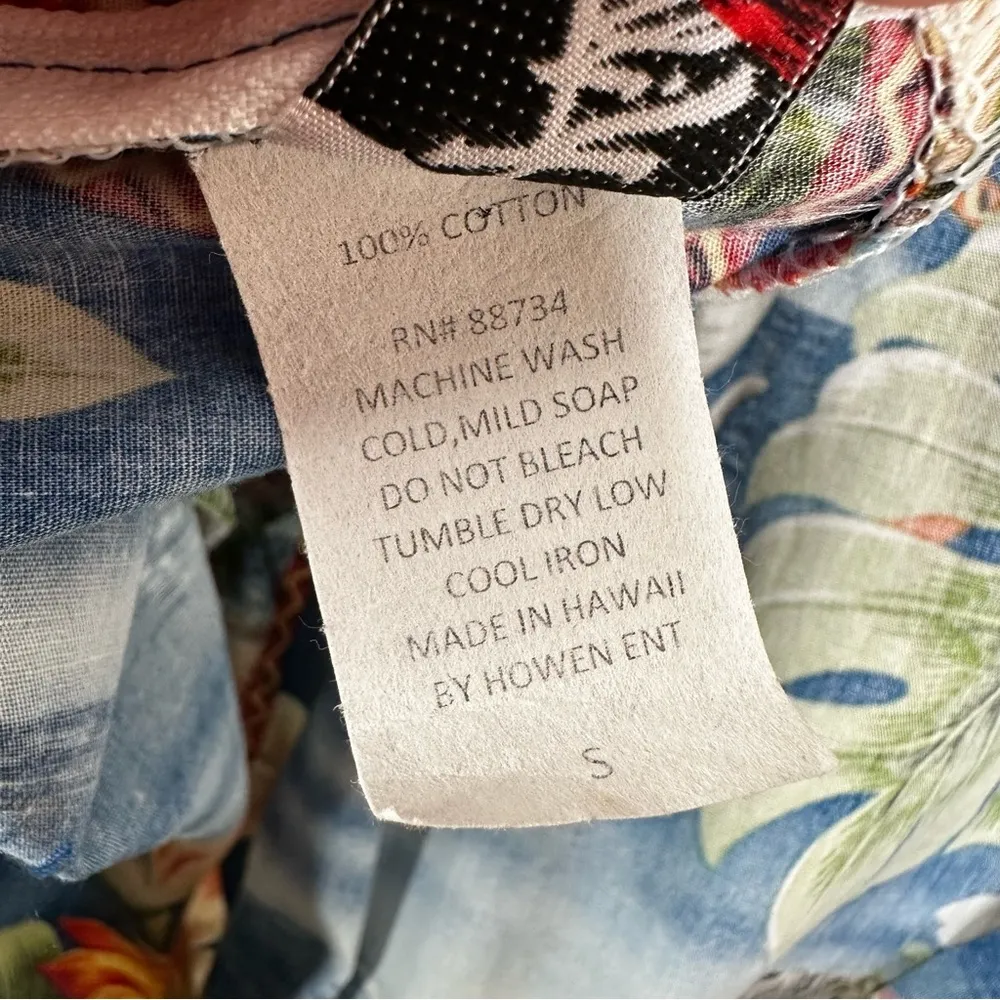 100% COTTON
RN# 88734
MACHINE WASH
COLD,MILD SOAP
DO NOT BLEACH
TUMBLE DRY LOW
COOL IRON
MADE IN HAWAII
BY HOWEN ENT
S